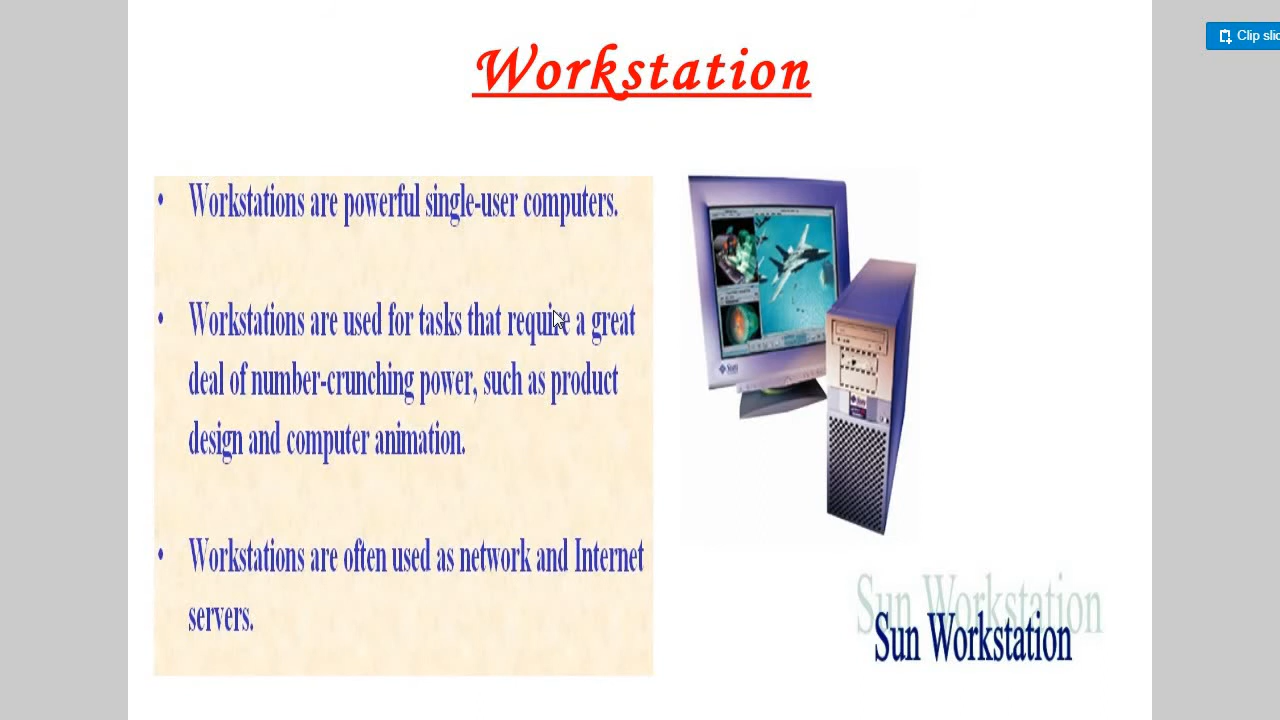 Clip
Workstation
• Workstations are powerful single-user computers.
• Workstations are used for tasks that require a great
deal of number-crunching power, such as product
design and computer animation.
• Workstations are often used as network and Internet
servers.
Sun
Sun Workstation
Sun Workstation